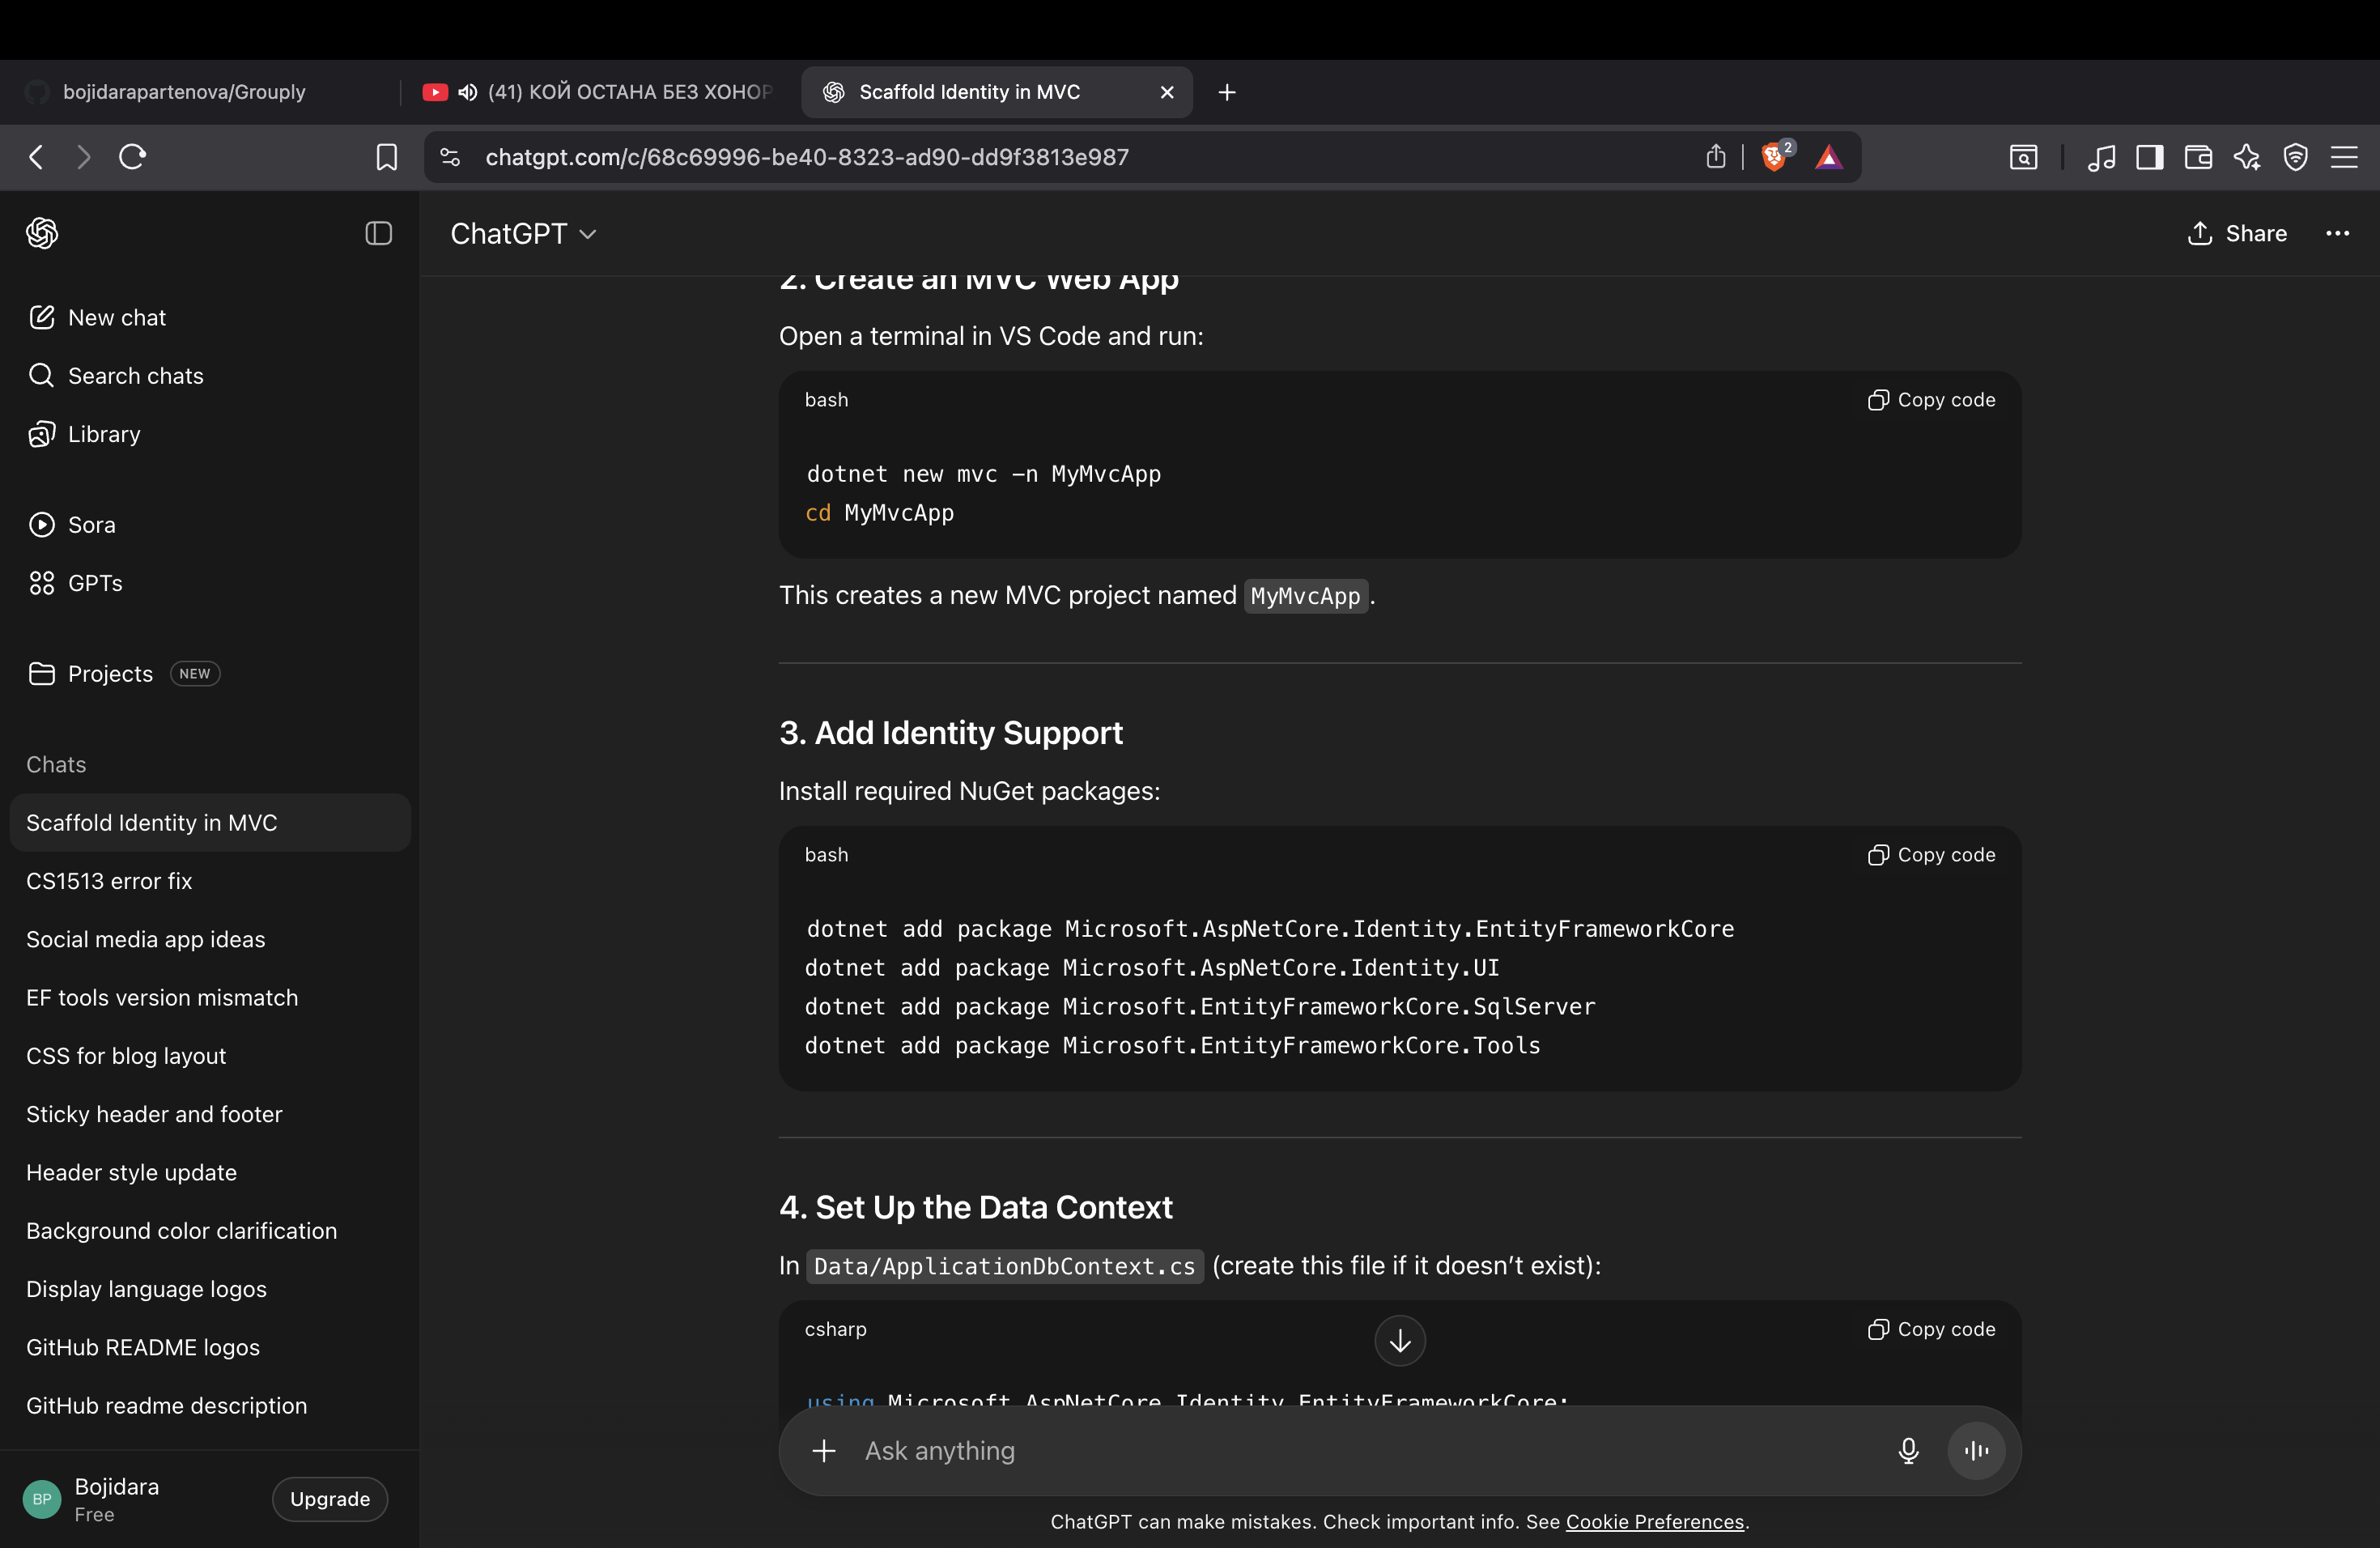 bojidarapartenova/Grouply
(41) КОЙ ОСТАНА БЕЗ ХОНОР
Scaffold Identity in MVC
chatgpt.com/c/68c69996-be40-8323-ad90-dd9f3813e987
2
New chat
Search chats
Library
Sora
GPTs
Projects NEW
Chats
Scaffold Identity in MVC
CS1513 error fix
Social media app ideas
EF tools version mismatch
CSS for blog layout
Sticky header and footer
Header style update
Background color clarification
Display language logos
GitHub README logos
GitHub readme description
BP
Bojidara
Free
Upgrade
ChatGPT
Share
2. Create an MVC Web App
Open a terminal in VS Code and run:
bash
Copy code
dotnet new mvc -n MyMvcApp
cd MyMvcApp
This creates a new MVC project named MyMvcApp.
3. Add Identity Support
Install required NuGet packages:
bash
Copy code
dotnet add package Microsoft.AspNetCore.Identity.EntityFrameworkCore
dotnet add package Microsoft.AspNetCore.Identity.UI
dotnet add package Microsoft.EntityFrameworkCore.SqlServer
dotnet add package Microsoft.EntityFrameworkCore.Tools
4. Set Up the Data Context
In Data/ApplicationDbContext.cs (create this file if it doesn’t exist):
csharp
Copy code
using Microsoft.AspNetCore.Identity.EntityFrameworkCore;
Ask anything
ChatGPT can make mistakes. Check important info. See Cookie Preferences.